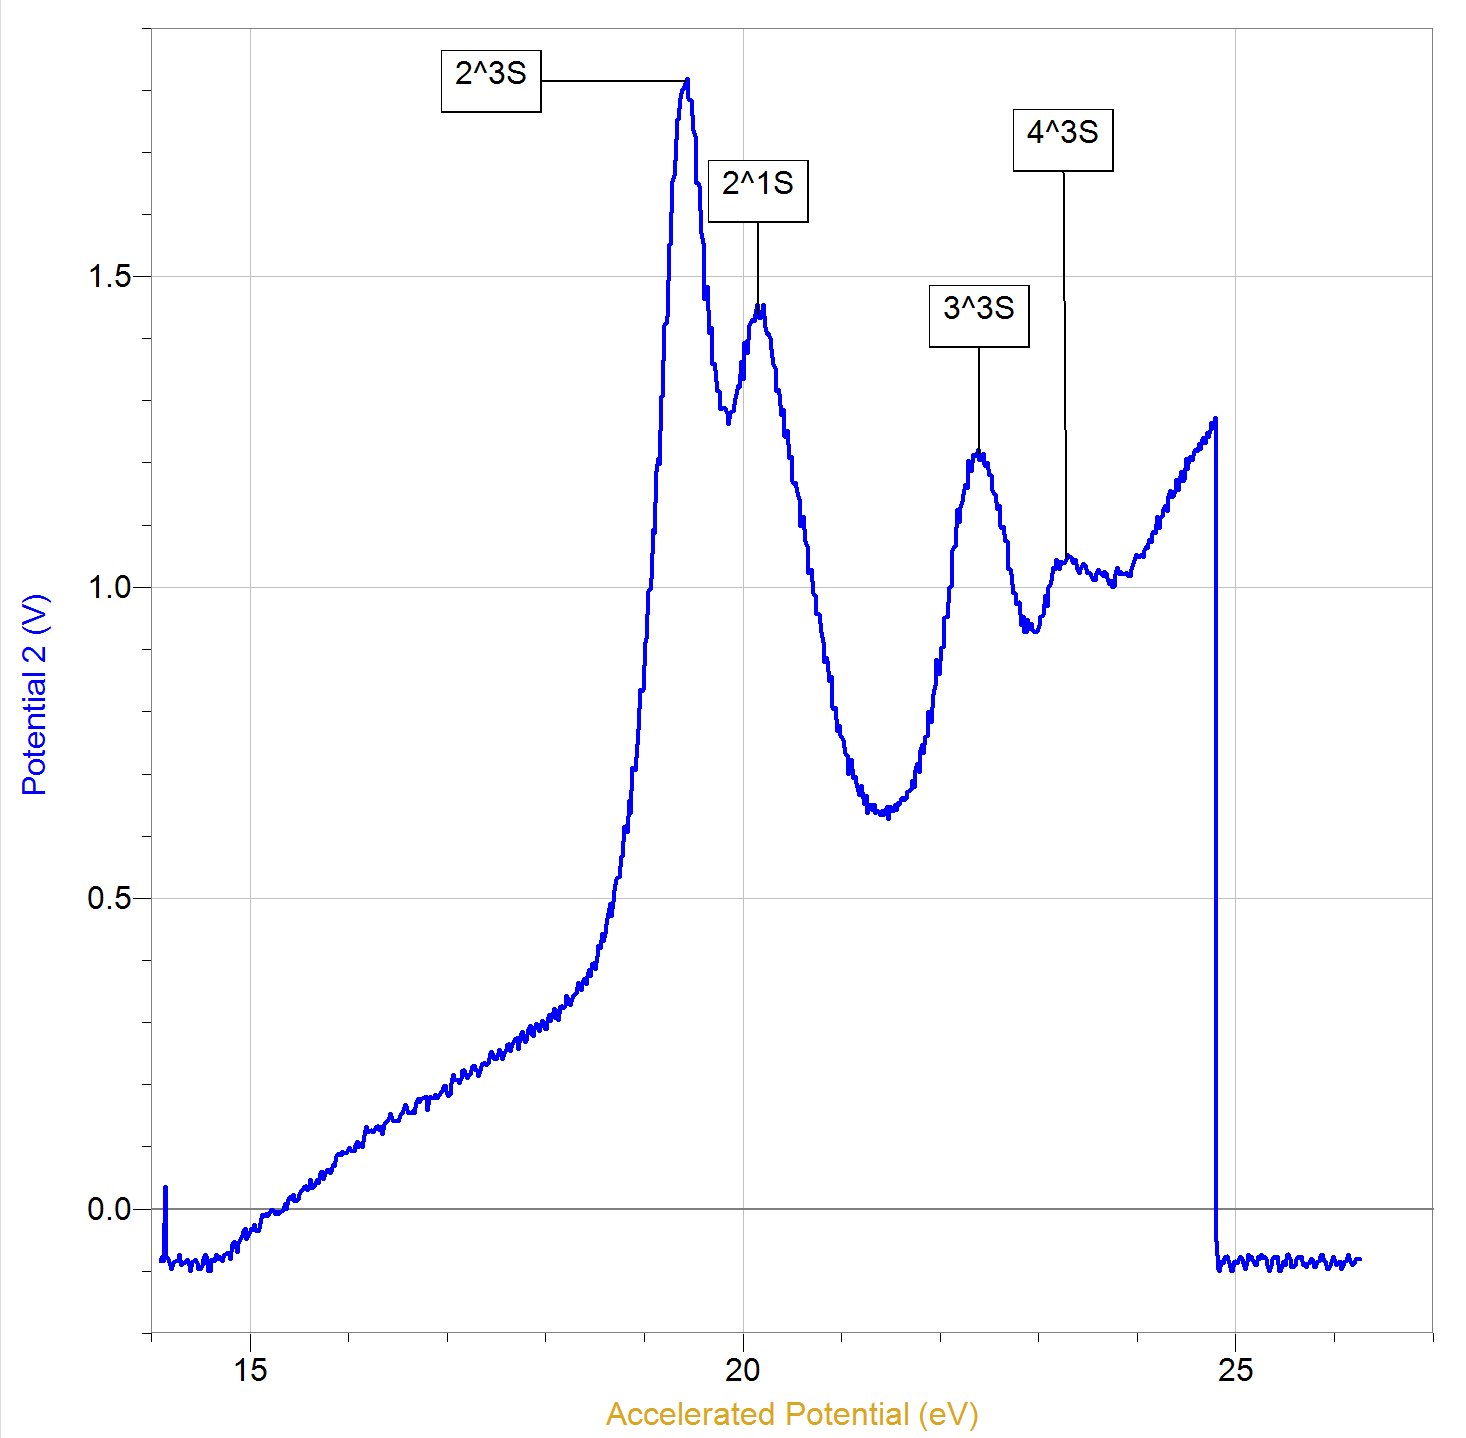 2^3S
2^1S
4^3S
3^3S
1.5
1.0
0.5
0.0
Potential 2 (V)
15
20
25
Accelerated Potential (eV)